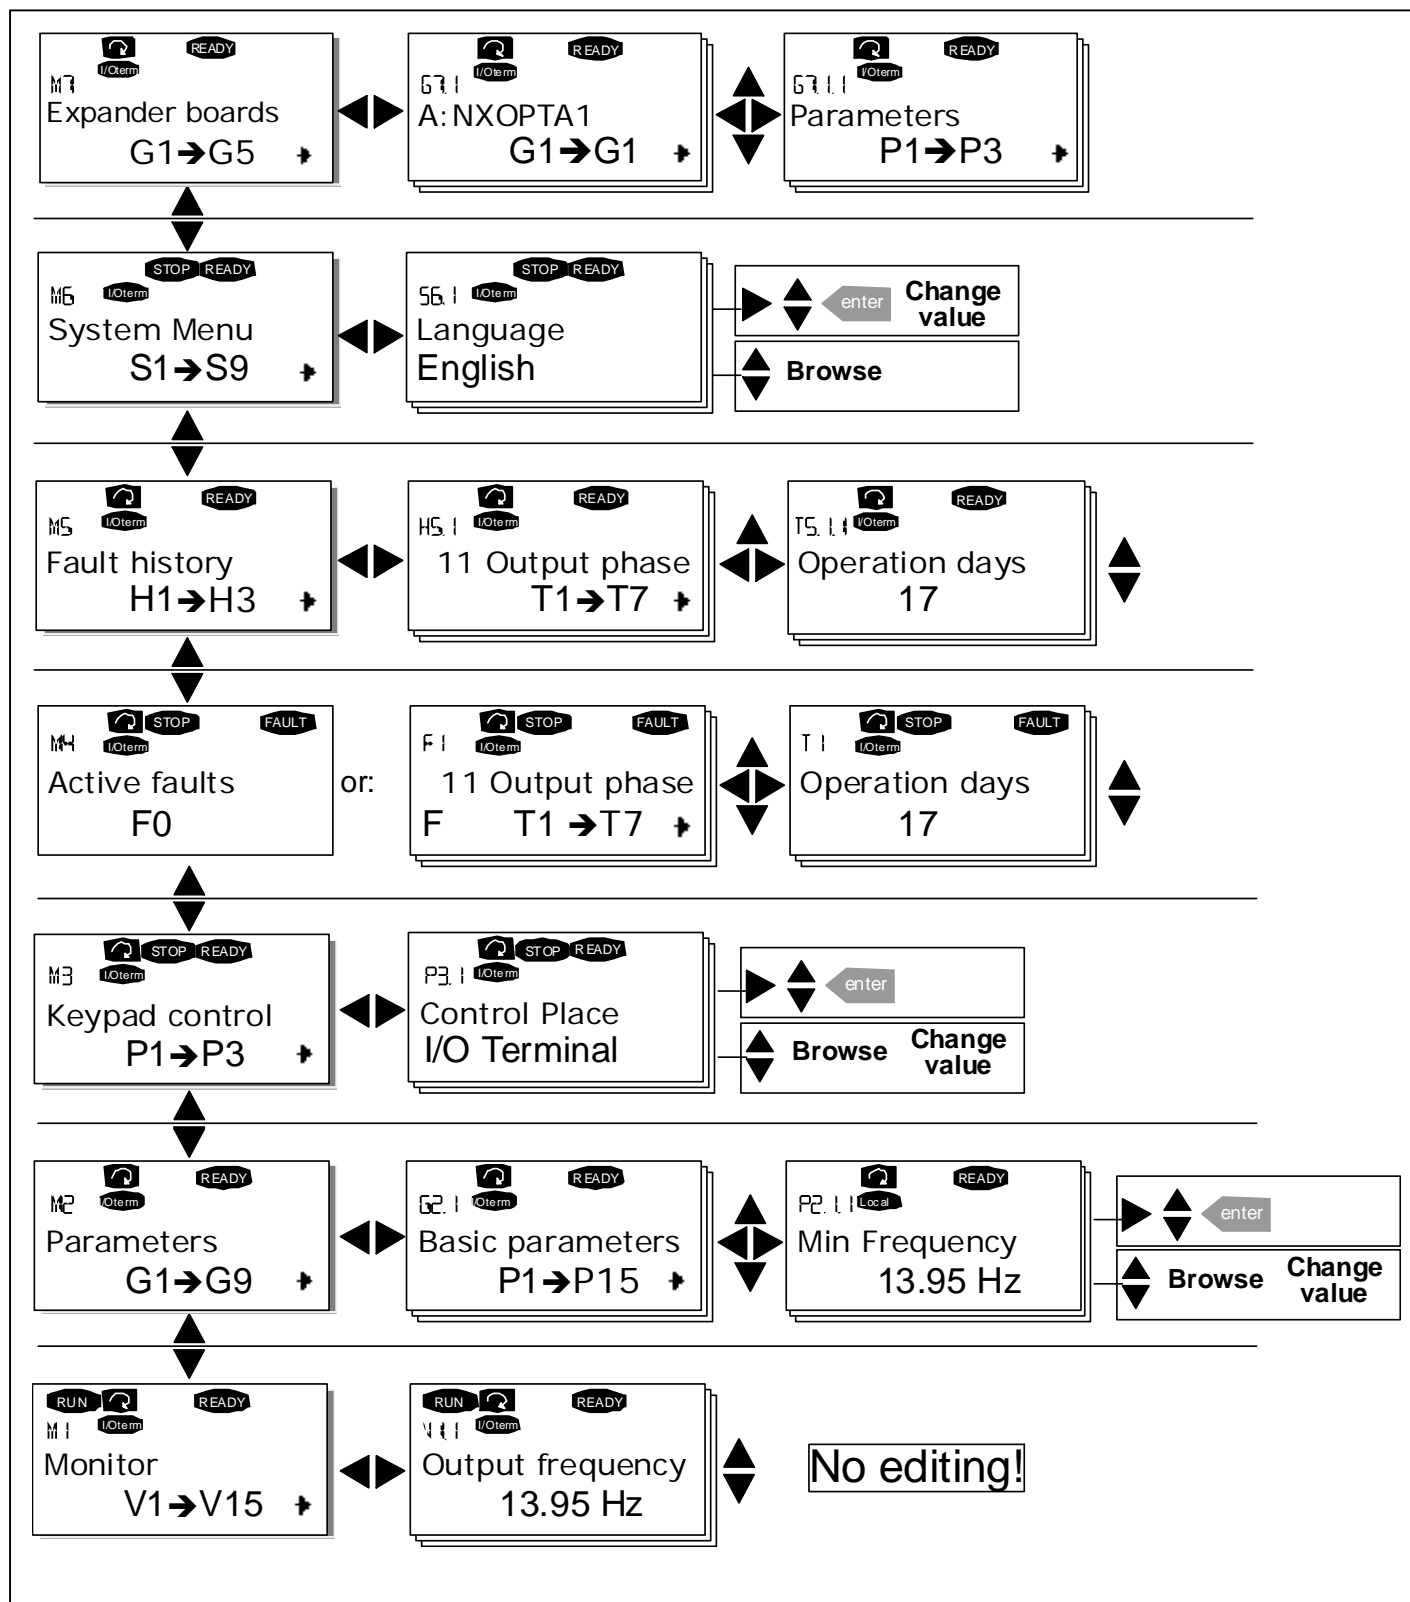 READY
I/Oterm
M7
Expander boards
G1➔G5
READY
I/Oterm
G7.1
A:NXOPTA1
G1➔G1
READY
I/Oterm
G7.1.1
Parameters
P1➔P3
STOP READY
M6 I/Oterm
System Menu
S1➔S9
STOP READY
S6.1 I/Oterm
Language
English
enter Change
value
Browse
READY
I/Oterm
M5
Fault history
H1➔H3
READY
I/Oterm
H5.1
11 Output phase
T1➔T7
READY
T5.1.1 I/Oterm
Operation days
17
STOP FAULT
M4 I/Oterm
Active faults
F0
or:
STOP FAULT
F1 I/Oterm
11 Output phase
F T1 ➔T7
STOP FAULT
T1 I/Oterm
Operation days
17
STOP READY
M3 I/Oterm
Keypad control
P1➔P3
STOP READY
P3.1 I/Oterm
Control Place
I/O Terminal
enter
Browse Change
value
READY
M2 I/Oterm
Parameters
G1➔G9
READY
G2.1 I/Oterm
Basic parameters
P1➔P15
READY
P2.1.1 Local
Min Frequency
13.95 Hz
enter
Browse Change
value
RUN READY
M1 I/Oterm
Monitor
V1➔V15
RUN READY
V1.1 I/Oterm
Output frequency
13.95 Hz
No editing!